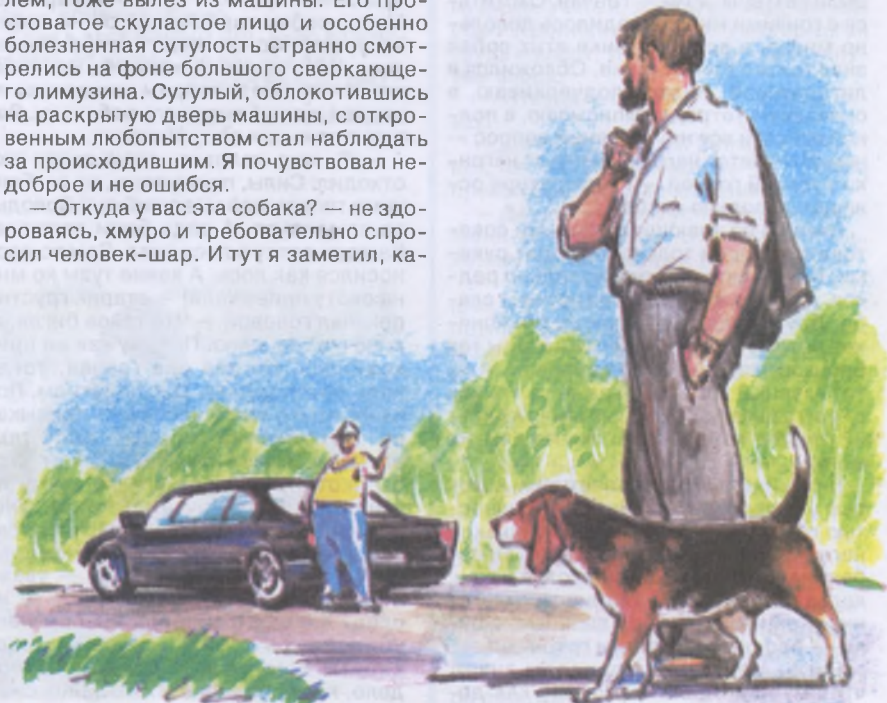 лем, тоже вылез из машины. Его про-
стоватое скуластое лицо и особенно
болезненная сутулость странно смот-
релись на фоне большого сверкающе-
го лимузина. Сутулый, облокотившись
на раскрытую дверь машины, с откро-
венным любопытством стал наблюдать
за происходившим. Я почувствовал не-
доброе и не ошибся.
— Откуда у вас эта собака? — не здо-
роваясь, хмуро и требовательно спро-
сил человек-шар. И тут я заметил, ка-